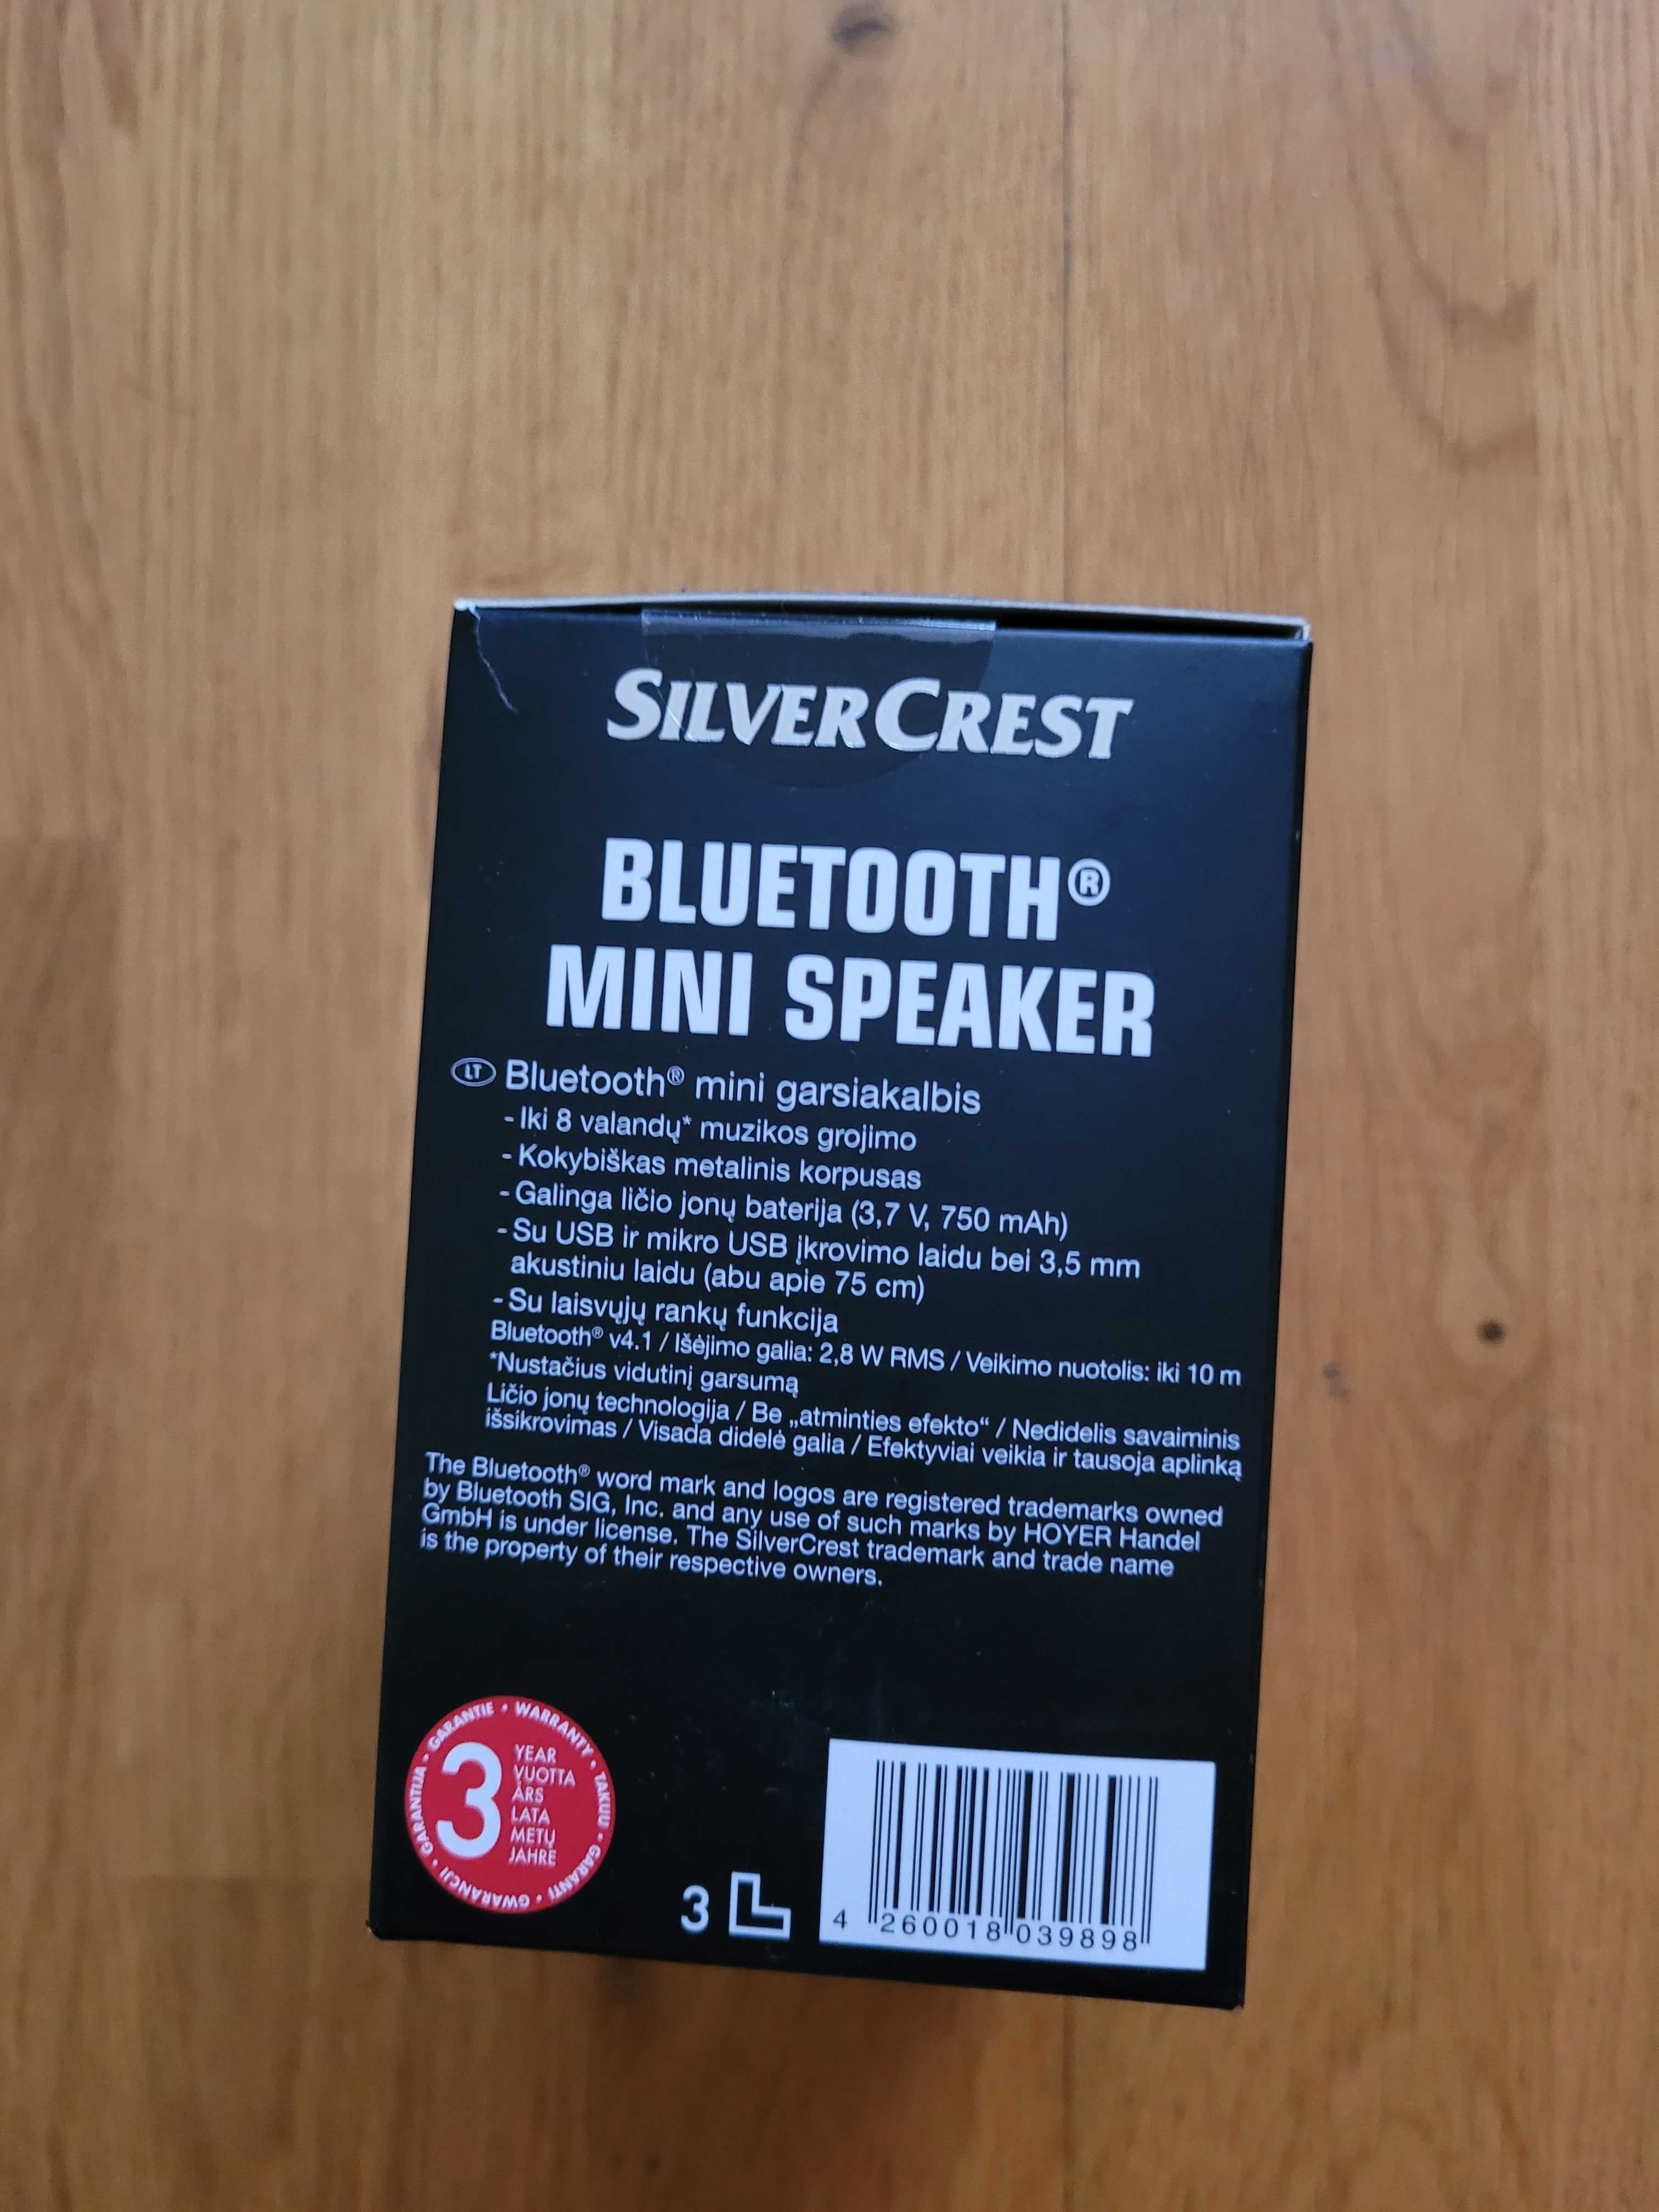 SILVERCREST
BLUETOOTH®
MINI SPEAKER
LT Bluetooth® mini garsiakalbis
- Iki 8 valandų* muzikos grojimo
- Kokybiškas metalinis korpusas
- Galinga ličio jonų baterija (3,7 V, 750 mAh)
- Su USB ir mikro USB įkrovimo laidu bei 3,5 mm
akustiniu laidu (abu apie 75 cm)
- Su laisvųjų rankų funkcija
Bluetooth® v4.1 / Išėjimo galia: 2,8 W RMS / Veikimo nuotolis: iki 10 m
*Nustačius vidutinį garsumą
Ličio jonų technologija / Be „atminties efekto“ / Nedidelis savaiminis
išsikrovimas / Visada didelė galia / Efektyviai veikia ir tausoja aplinką
The Bluetooth® word mark and logos are registered trademarks owned
by Bluetooth SIG, Inc. and any use of such marks by HOYER Handel
GmbH is under license. The SilverCrest trademark and trade name
is the property of their respective owners.
GARANTIE • WARRANTY • TAKUU • GARANTI • GWARANCJI • GARANTIJA •
3
YEAR
VUOTTA
ÅRS
LATA
METŲ
JAHRE
3 L
4 260018 039898